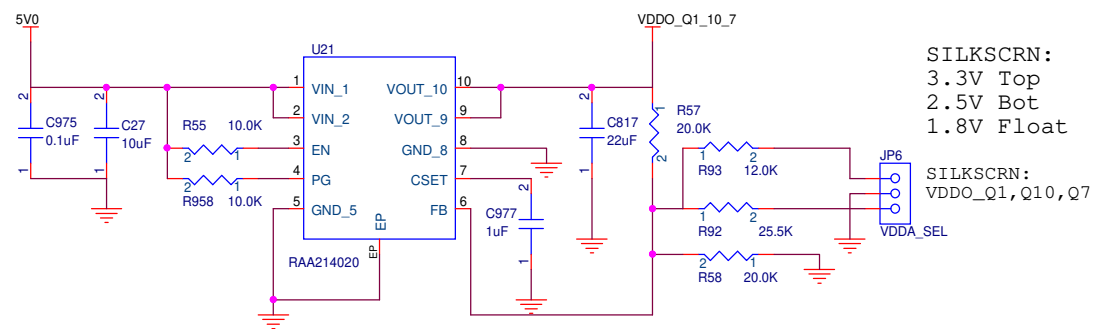 5V0
VDDO_Q1_10_7
U21
SILKSCRN:
3.3V Top
2.5V Bot
1.8V Float
1 VIN_1 VOUT_10 10
2 VIN_2 VOUT_9 9
3 EN GND_8 8
4 PG CSET 7
5 GND_5 FB 6
EP
EP
RAA214020
2 C975 0.1uF 1
2 C27 10uF 1
R55 10.0K
2 1
2 1
R958 10.0K
2 C817 22uF 1
1 R57 20.0K 2
2 C977 1uF 1
1 2
R93 12.0K
1 2
R92 25.5K
2 1
R58 20.0K
JP6
SILKSCRN:
VDDO_Q1,Q10,Q7
VDDA_SEL